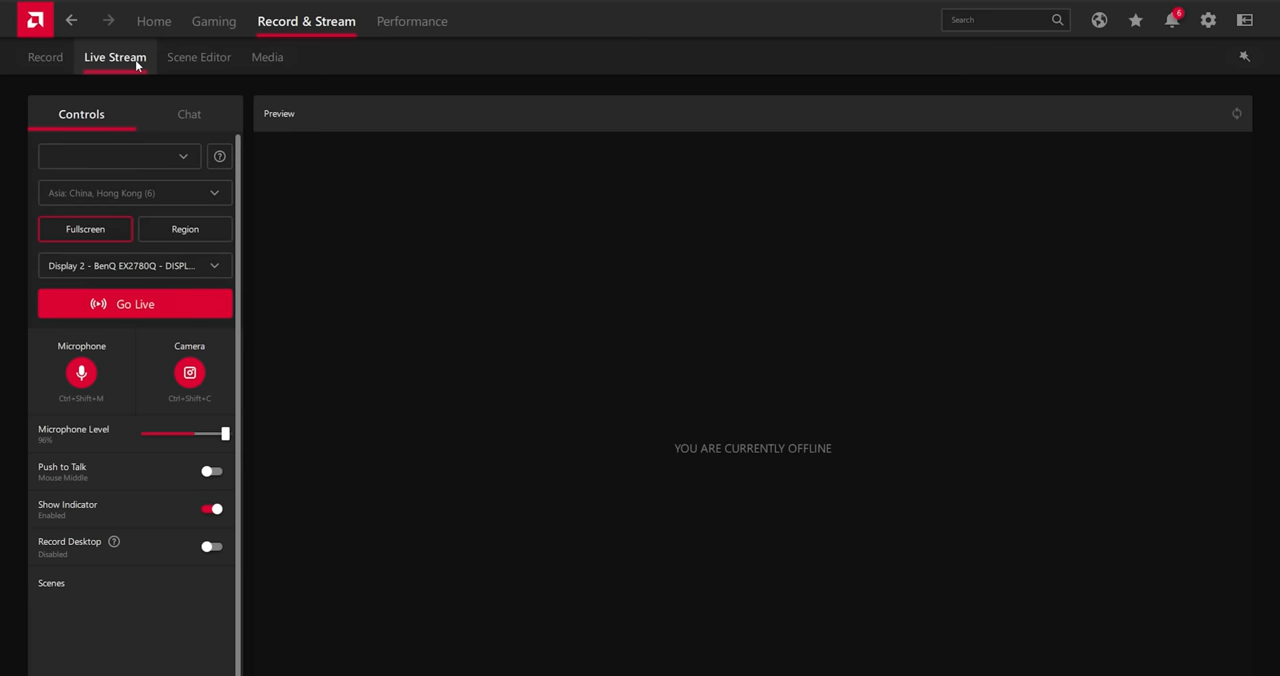 Home Gaming Record & Stream Performance
Search
6
Record Live Stream Scene Editor Media
Controls Chat
Preview
Asia: China, Hong Kong (6)
Fullscreen Region
Display 2 - BenQ EX2780Q - DISPL...
Go Live
Microphone Camera
Ctrl+Shift+M Ctrl+Shift+C
Microphone Level
96%
YOU ARE CURRENTLY OFFLINE
Push to Talk
Mouse Middle
Show Indicator
Enabled
Record Desktop
Disabled
Scenes